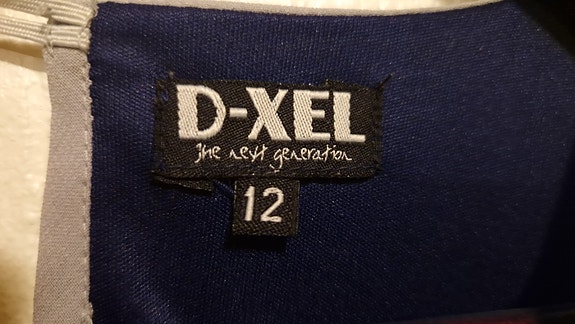 D-XEL
the next generation
12